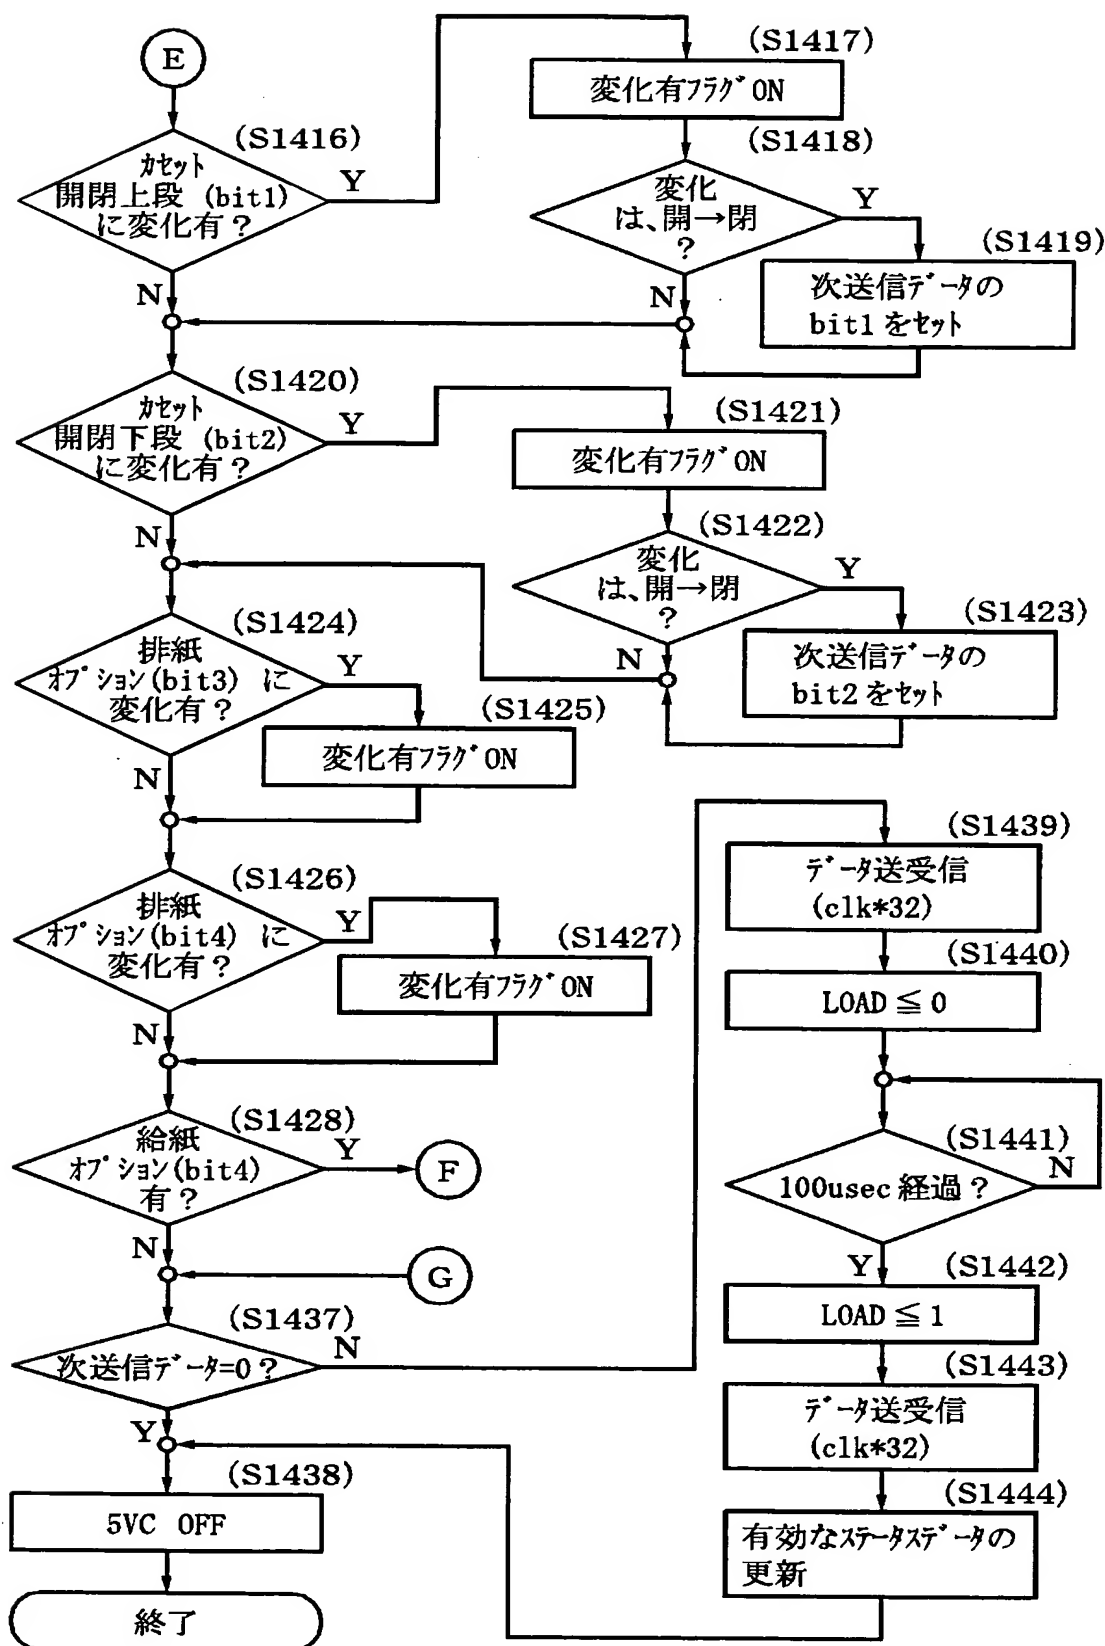 E
(S1416)
カセット
開閉上段 (bit1)
に変化有?
Y
N
(S1417)
変化有フラグON
(S1418)
変化
は、開→閉
?
Y
N
(S1419)
次送信データの
bit1をセット
(S1420)
カセット
開閉下段 (bit2)
に変化有?
Y
N
(S1421)
変化有フラグON
(S1422)
変化
は、開→閉
?
Y
N
(S1423)
次送信データの
bit2をセット
(S1424)
排紙
オプション(bit3) に
変化有?
Y
N
(S1425)
変化有フラグON
(S1426)
排紙
オプション(bit4) に
変化有?
Y
N
(S1427)
変化有フラグON
(S1428)
給紙
オプション(bit4)
有?
Y
F
N
G
(S1437)
次送信データ=0?
N
Y
(S1438)
5VC OFF
終了
(S1439)
データ送受信
(clk*32)
(S1440)
LOAD ≦ 0
(S1441)
100usec 経過?
N
Y
(S1442)
LOAD ≦ 1
(S1443)
データ送受信
(clk*32)
(S1444)
有効なステータスデータの
更新